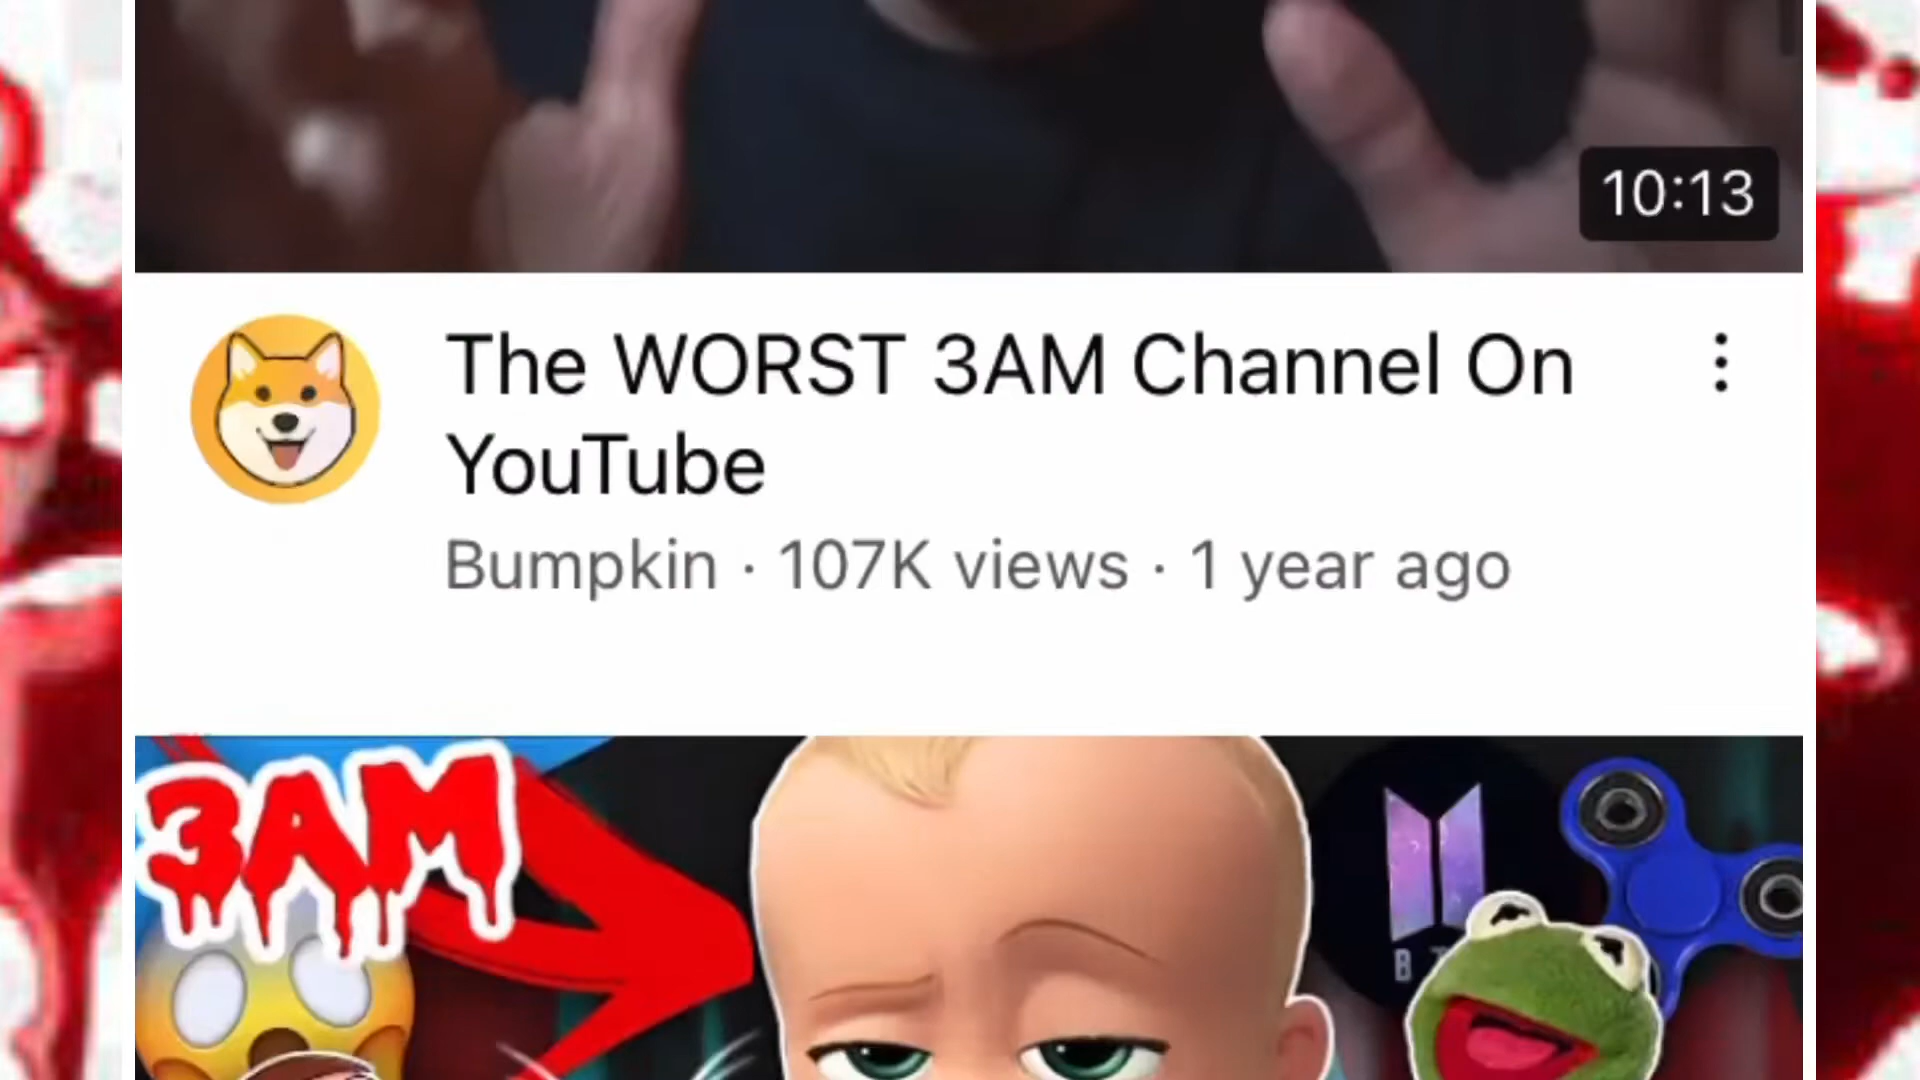 10:13
The WORST 3AM Channel On
YouTube
Bumpkin · 107K views · 1 year ago
3AM
B